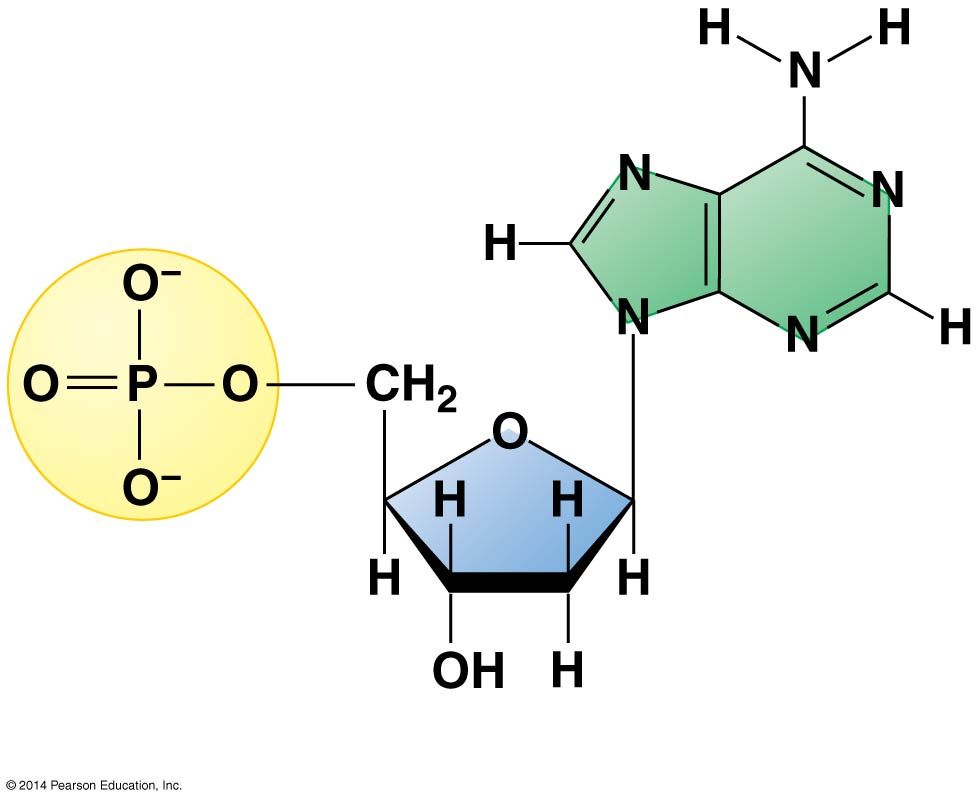 H H
N
N N
H
N N H
O–
O P O CH2
O
H H
O–
H H
OH H
© 2014 Pearson Education, Inc.